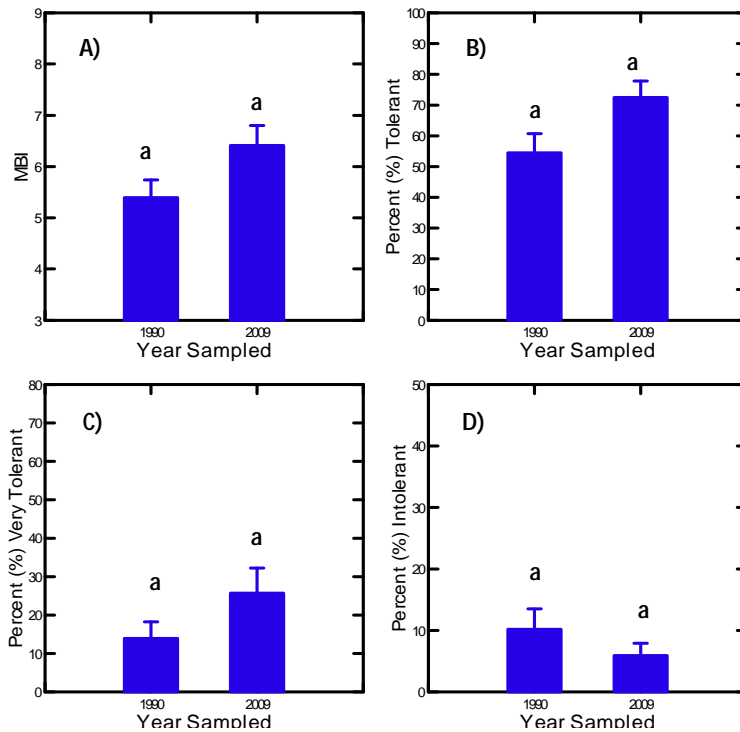 A)
MBI
9
8
7
6
5
4
3
a
a
1990
2009
Year Sampled
B)
Percent (%) Tolerant
100
90
80
70
60
50
40
30
20
10
0
a
a
1990
2009
Year Sampled
C)
Percent (%) Very Tolerant
80
70
60
50
40
30
20
10
0
a
a
1990
2009
Year Sampled
D)
Percent (%) Intolerant
50
40
30
20
10
0
a
a
1990
2009
Year Sampled